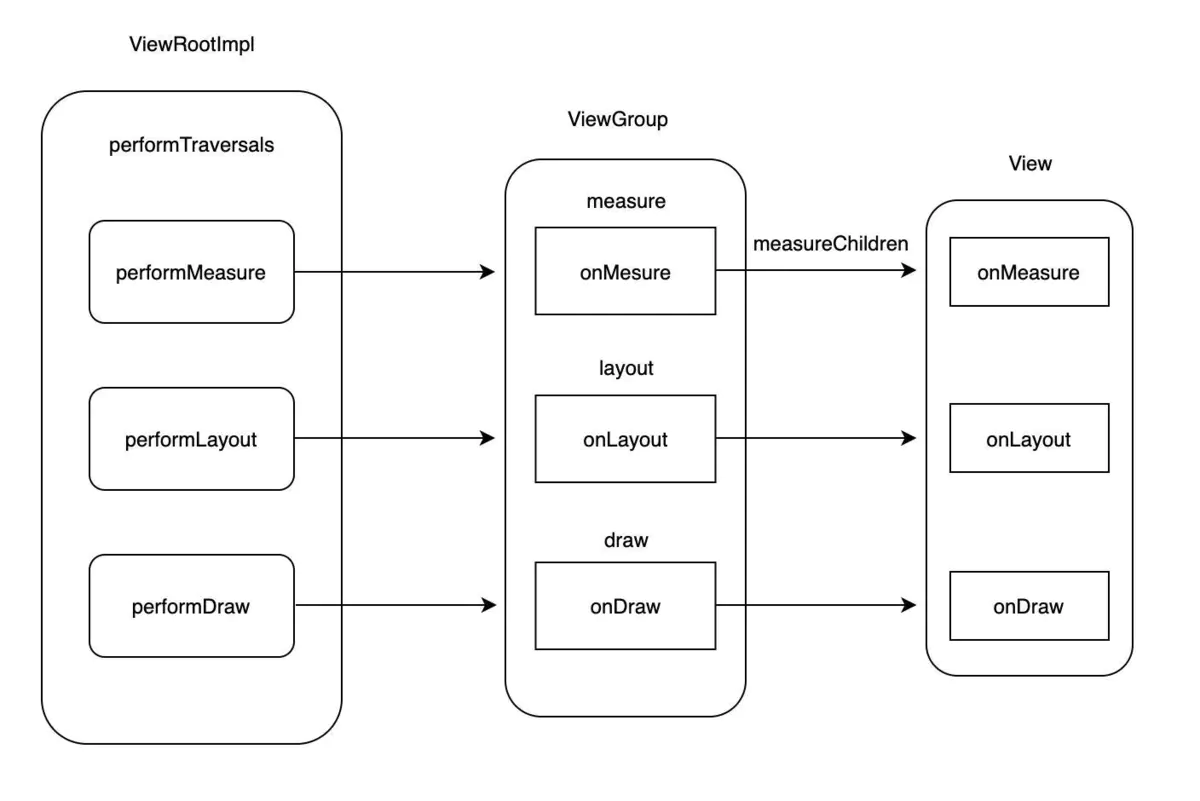 ViewRootImpl
performTraversals
performMeasure
performLayout
performDraw
ViewGroup
measure
onMesure
layout
onLayout
draw
onDraw
measureChildren
View
onMeasure
onLayout
onDraw